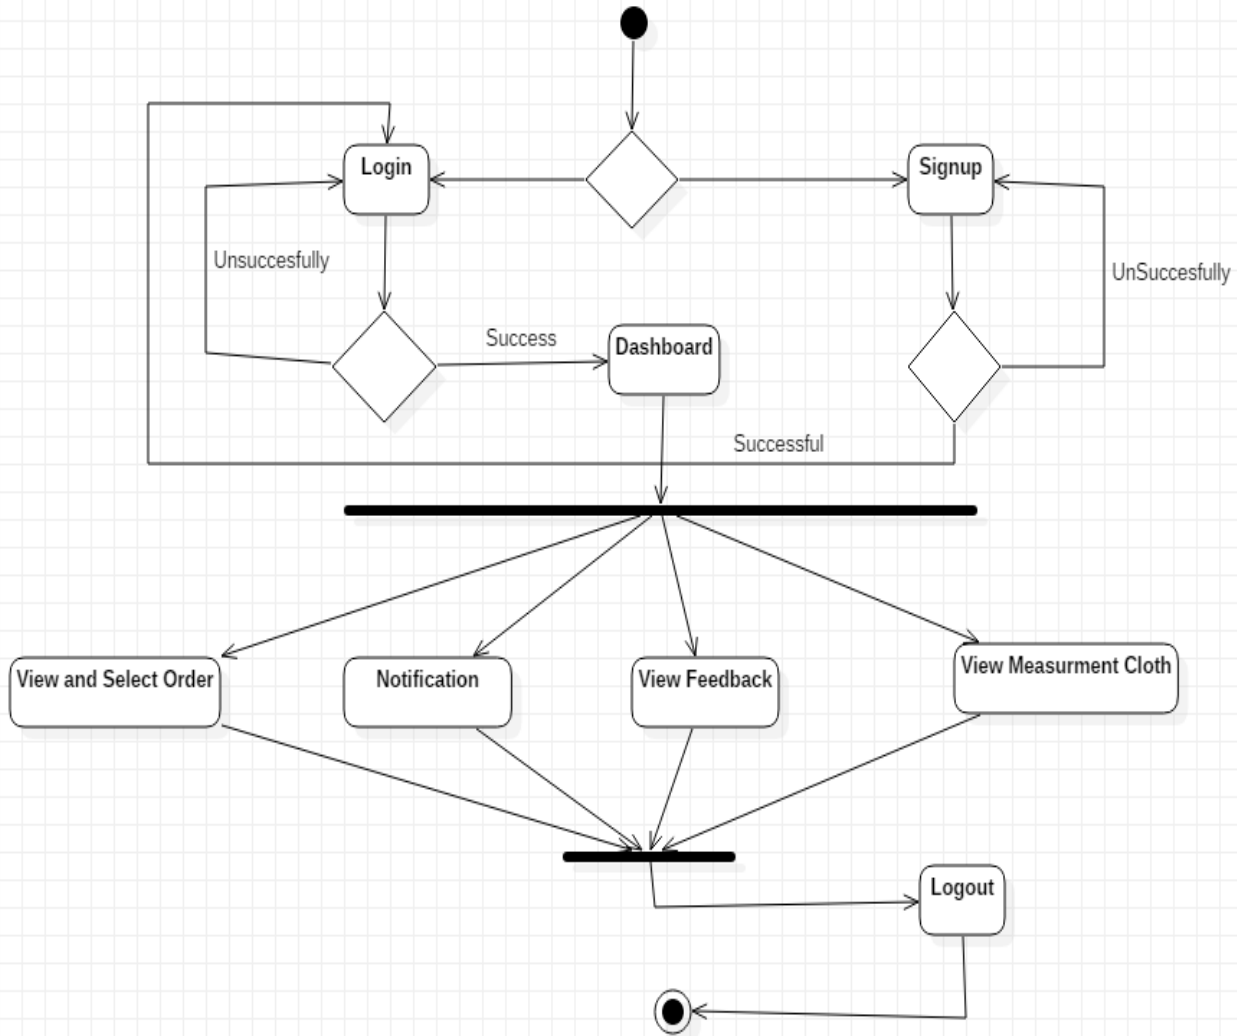 Login
Signup
Unsuccesfully
UnSuccesfully
Success
Dashboard
Successful
View and Select Order
Notification
View Feedback
View Measurment Cloth
Logout